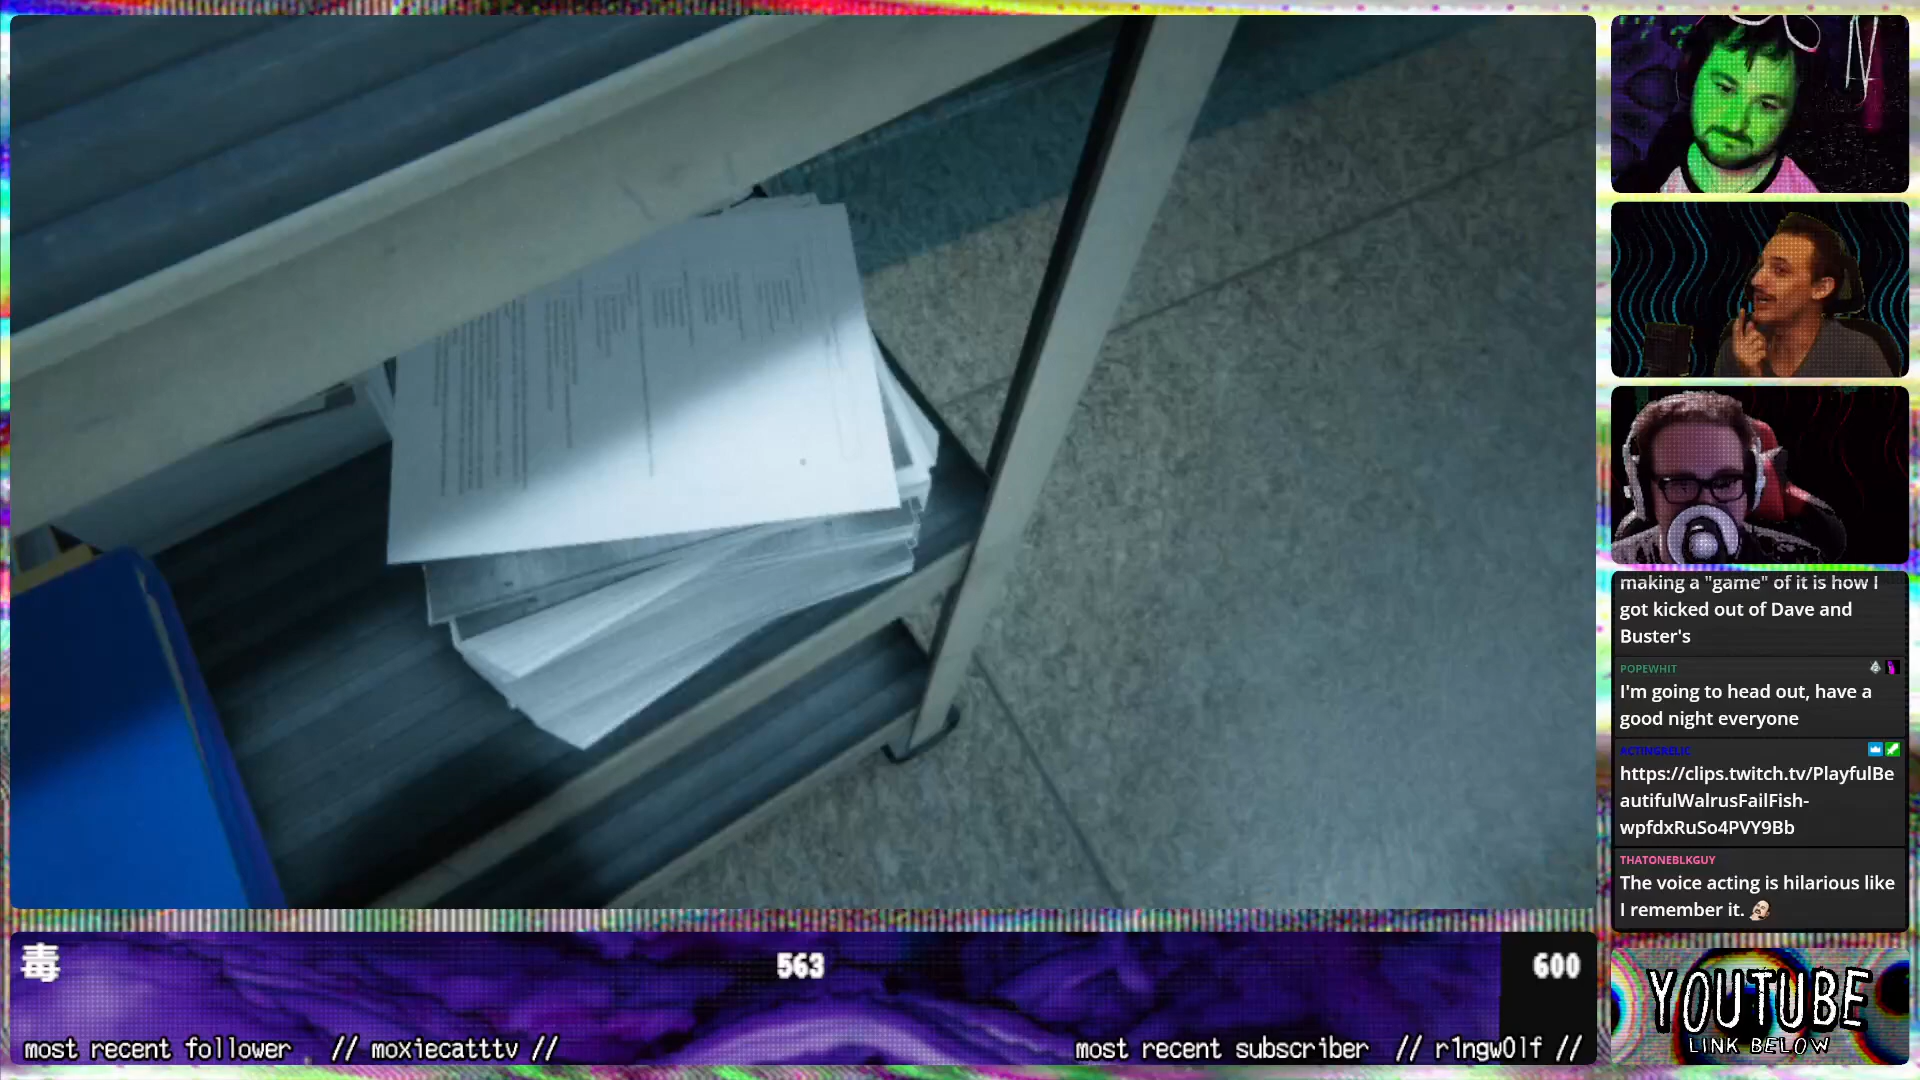 making a "game" of it is how I
got kicked out of Dave and
Buster's
POPEWHIT
I'm going to head out, have a
good night everyone
ACTINGRELIC
https://clips.twitch.tv/PlayfulBe
autifulWalrusFailFish-
wpfdxRuSo4PVY9Bb
THATONEBLKGUY
The voice acting is hilarious like
I remember it.
毒
563
600
most recent follower // moxiecatttv //
most recent subscriber // r1ngw0lf //
YOUTUBE
LINK BELOW